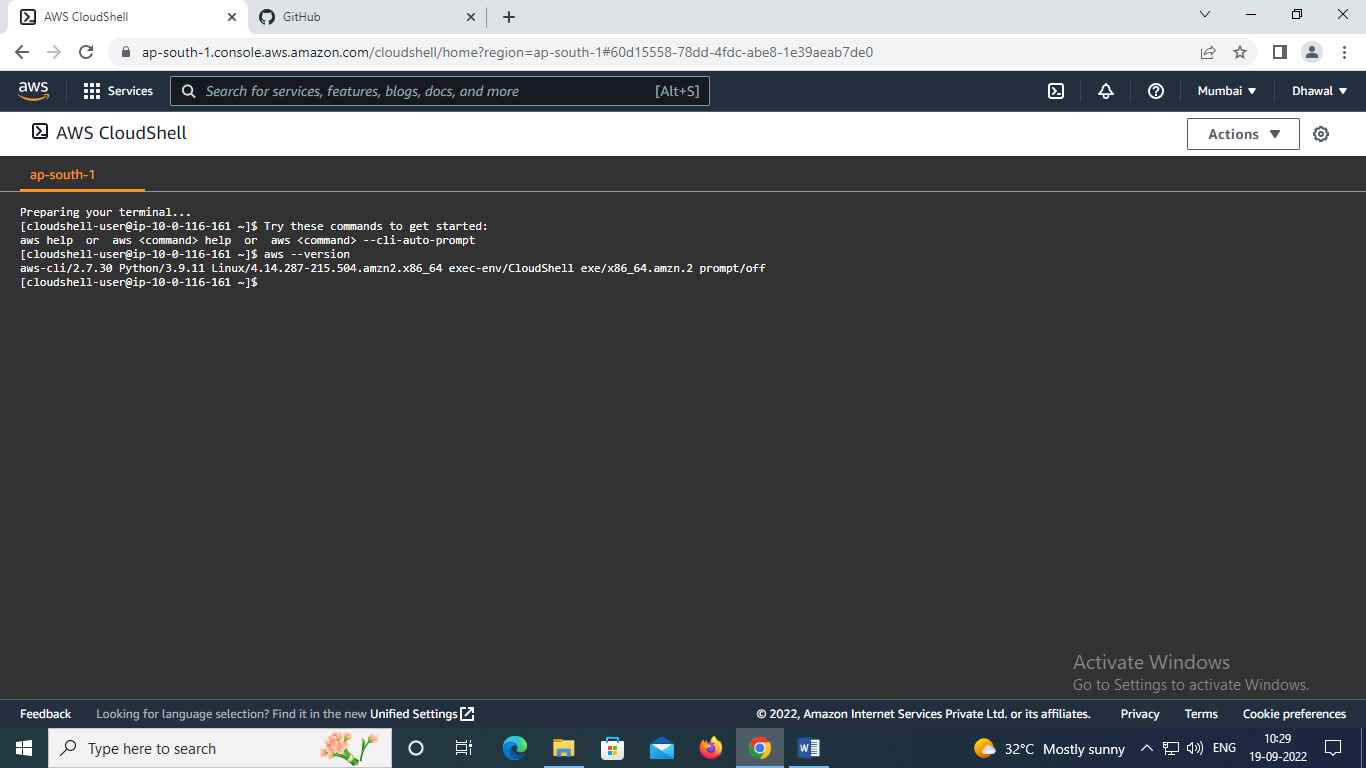 AWS CloudShell
GitHub
ap-south-1.console.aws.amazon.com/cloudshell/home?region=ap-south-1#60d15558-78dd-4fdc-abe8-1e39aeab7de0
aws
Services
Search for services, features, blogs, docs, and more
[Alt+S]
Mumbai
Dhawal
AWS CloudShell
Actions
ap-south-1
Preparing your terminal...
[cloudshell-user@ip-10-0-116-161 ~]$ Try these commands to get started:
aws help  or  aws <command> help  or  aws <command> --cli-auto-prompt
[cloudshell-user@ip-10-0-116-161 ~]$ aws --version
aws-cli/2.7.30 Python/3.9.11 Linux/4.14.287-215.504.amzn2.x86_64 exec-env/CloudShell exe/x86_64.amzn.2 prompt/off
[cloudshell-user@ip-10-0-116-161 ~]$
Activate Windows
Go to Settings to activate Windows.
Feedback
Looking for language selection? Find it in the new Unified Settings
© 2022, Amazon Internet Services Private Ltd. or its affiliates.
Privacy
Terms
Cookie preferences
Type here to search
32°C Mostly sunny
ENG
10:29
19-09-2022